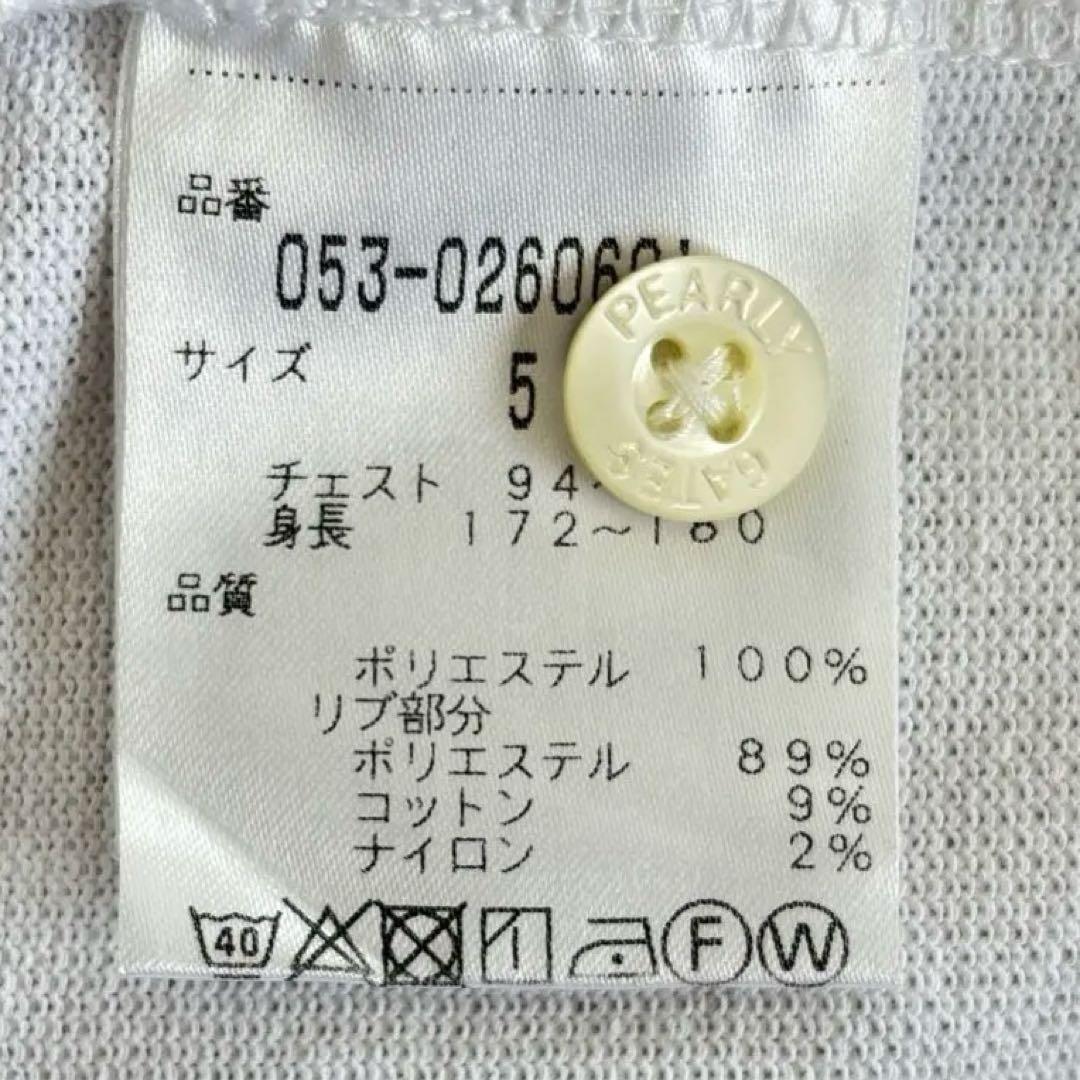 品番
053-02606
PEARLY
GATES
サイズ 5
チェスト 94
身長 172～180
品質
ポリエステル 100%
リブ部分
ポリエステル 89%
コットン 9%
ナイロン 2%
40 F W